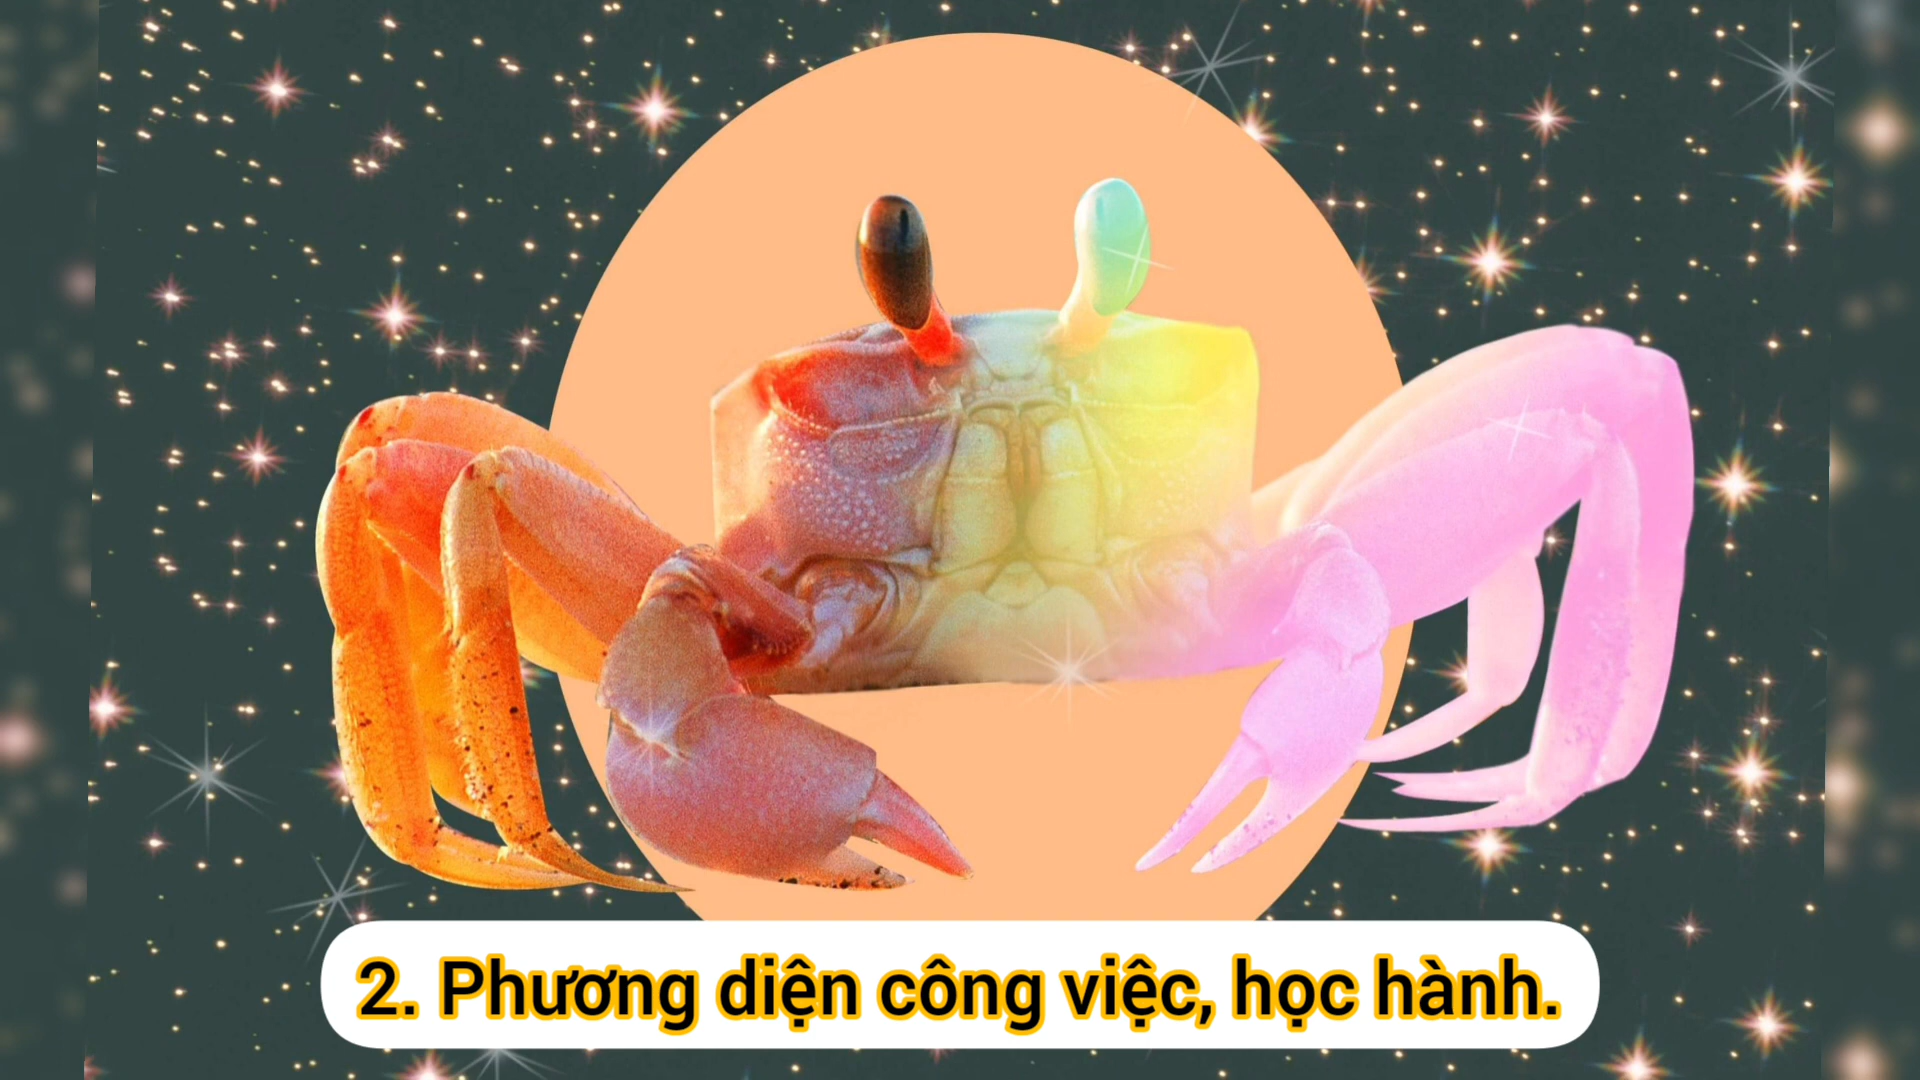 2. Phương diện công việc, học hành.